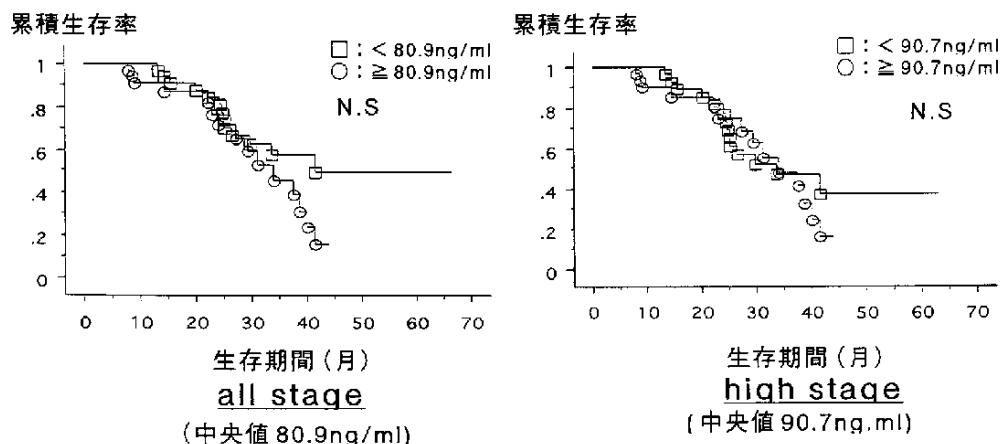 累積生存率
□：＜80.9ng/ml
○：≧80.9ng/ml
N.S
1
.8
.6
.4
.2
0
0 10 20 30 40 50 60 70
生存期間（月）
all stage
（中央値 80.9ng/ml）
累積生存率
□：＜90.7ng/ml
○：≧90.7ng/ml
N.S
1
.8
.6
.4
.2
0
0 10 20 30 40 50 60 70
生存期間（月）
high stage
（中央値 90.7ng.ml）